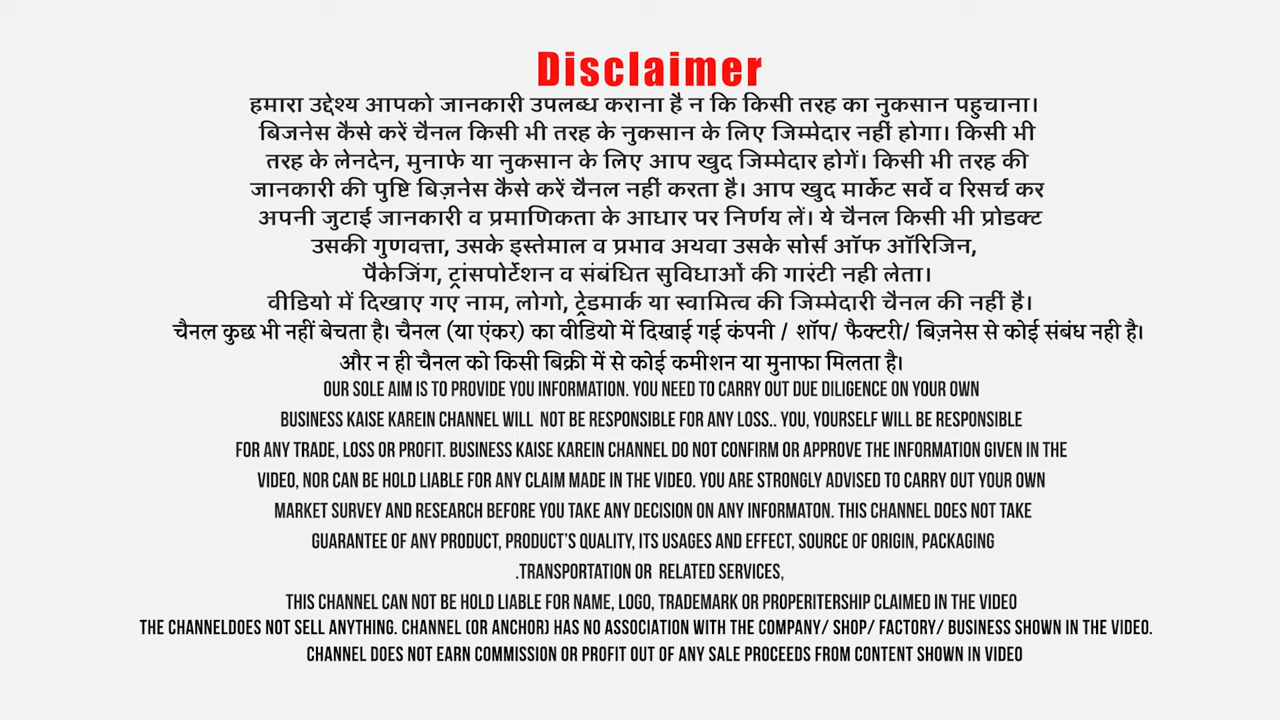 Disclaimer
हमारा उद्देश्य आपको जानकारी उपलब्ध कराना है न कि किसी तरह का नुकसान पहुचाना।
बिजनेस कैसे करें चैनल किसी भी तरह के नुकसान के लिए जिम्मेदार नहीं होगा। किसी भी
तरह के लेनदेन, मुनाफे या नुकसान के लिए आप खुद जिम्मेदार होगें। किसी भी तरह की
जानकारी की पुष्टि बिज़नेस कैसे करें चैनल नहीं करता है। आप खुद मार्केट सर्वे व रिसर्च कर
अपनी जुटाई जानकारी व प्रमाणिकता के आधार पर निर्णय लें। ये चैनल किसी भी प्रोडक्ट
उसकी गुणवत्ता, उसके इस्तेमाल व प्रभाव अथवा उसके सोर्स ऑफ ऑरिजिन,
पैकेजिंग, ट्रांसपोर्टेशन व संबंधित सुविधाओं की गारंटी नही लेता।
वीडियो में दिखाए गए नाम, लोगो, ट्रेडमार्क या स्वामित्व की जिम्मेदारी चैनल की नहीं है।
चैनल कुछ भी नहीं बेचता है। चैनल (या एंकर) का वीडियो में दिखाई गई कंपनी / शॉप/ फैक्टरी/ बिज़नेस से कोई संबंध नही है।
और न ही चैनल को किसी बिक्री में से कोई कमीशन या मुनाफा मिलता है।
OUR SOLE AIM IS TO PROVIDE YOU INFORMATION. YOU NEED TO CARRY OUT DUE DILIGENCE ON YOUR OWN
BUSINESS KAISE KAREIN CHANNEL WILL NOT BE RESPONSIBLE FOR ANY LOSS.. YOU, YOURSELF WILL BE RESPONSIBLE
FOR ANY TRADE, LOSS OR PROFIT. BUSINESS KAISE KAREIN CHANNEL DO NOT CONFIRM OR APPROVE THE INFORMATION GIVEN IN THE
VIDEO, NOR CAN BE HOLD LIABLE FOR ANY CLAIM MADE IN THE VIDEO. YOU ARE STRONGLY ADVISED TO CARRY OUT YOUR OWN
MARKET SURVEY AND RESEARCH BEFORE YOU TAKE ANY DECISION ON ANY INFORMATON. THIS CHANNEL DOES NOT TAKE
GUARANTEE OF ANY PRODUCT, PRODUCT'S QUALITY, ITS USAGES AND EFFECT, SOURCE OF ORIGIN, PACKAGING
.TRANSPORTATION OR RELATED SERVICES,
THIS CHANNEL CAN NOT BE HOLD LIABLE FOR NAME, LOGO, TRADEMARK OR PROPERITERSHIP CLAIMED IN THE VIDEO
THE CHANNELDOES NOT SELL ANYTHING. CHANNEL (OR ANCHOR) HAS NO ASSOCIATION WITH THE COMPANY/ SHOP/ FACTORY/ BUSINESS SHOWN IN THE VIDEO.
CHANNEL DOES NOT EARN COMMISSION OR PROFIT OUT OF ANY SALE PROCEEDS FROM CONTENT SHOWN IN VIDEO